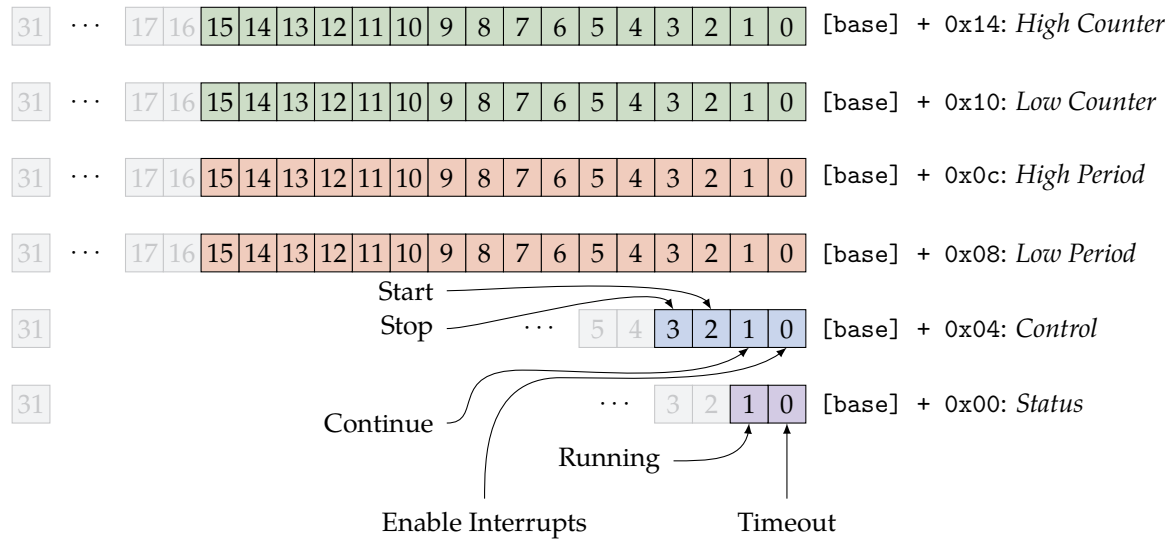 31 ··· 17 16 15 14 13 12 11 10 9 8 7 6 5 4 3 2 1 0 [base] + 0x14: High Counter
31 ··· 17 16 15 14 13 12 11 10 9 8 7 6 5 4 3 2 1 0 [base] + 0x10: Low Counter
31 ··· 17 16 15 14 13 12 11 10 9 8 7 6 5 4 3 2 1 0 [base] + 0x0c: High Period
31 ··· 17 16 15 14 13 12 11 10 9 8 7 6 5 4 3 2 1 0 [base] + 0x08: Low Period
Start
Stop
31 ··· 5 4 3 2 1 0 [base] + 0x04: Control
31 ··· 3 2 1 0 [base] + 0x00: Status
Continue
Running
Enable Interrupts
Timeout